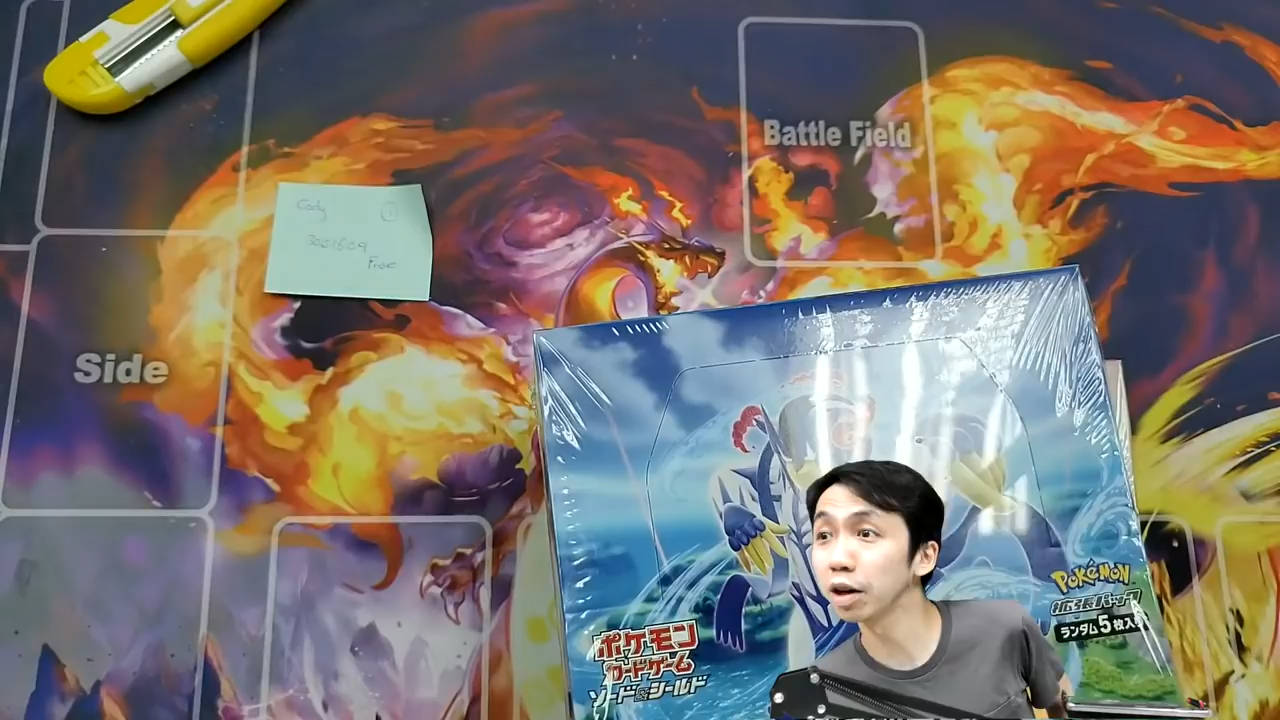 Battle Field
Cody 1
Free
Side
Pokémon
拡張パック
ランダム5枚入り
ポケモン
カードゲーム
ソード&シールド